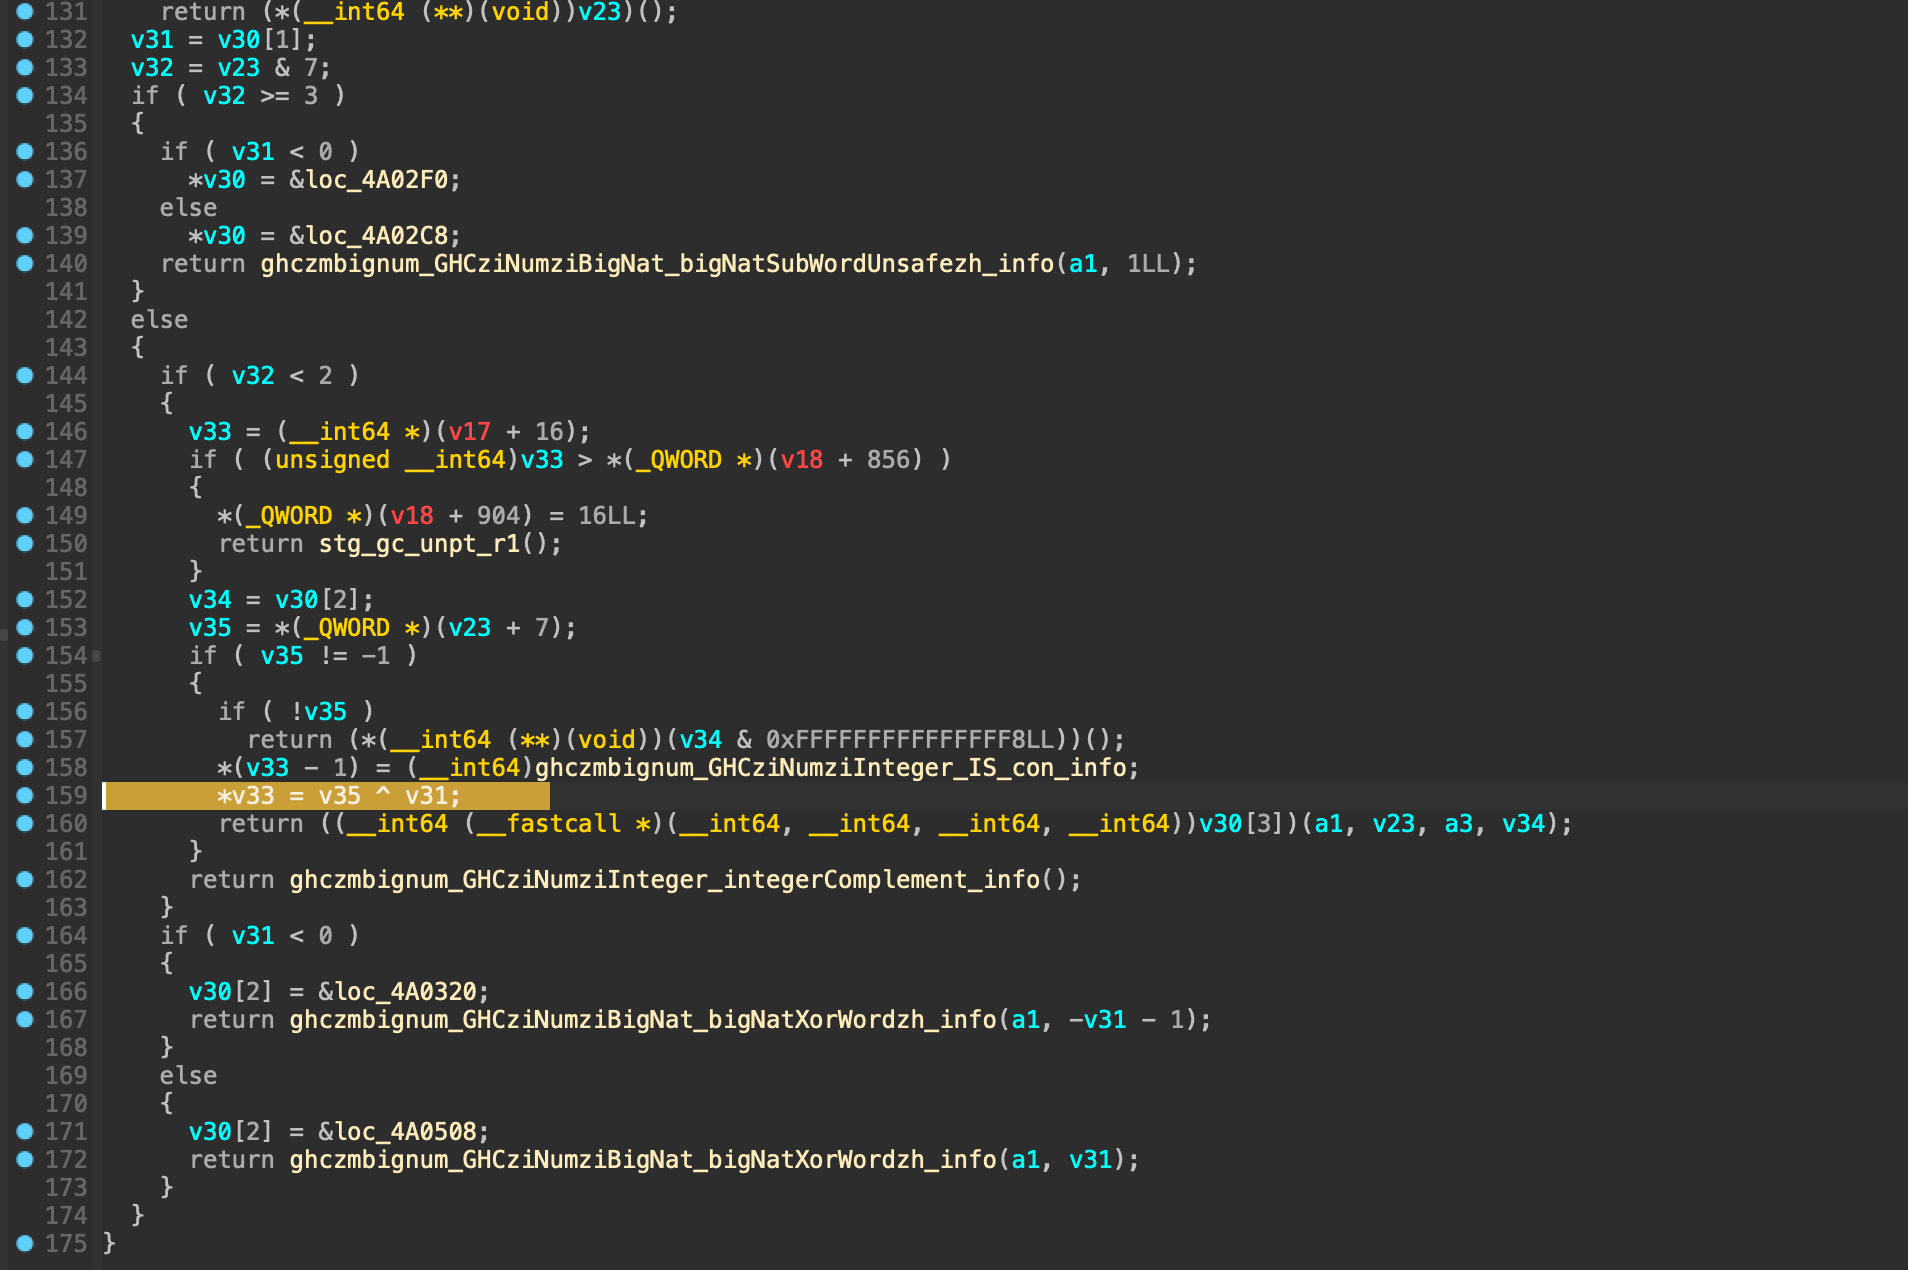 131 return (*(__int64 (**)(void))v23)();
132 v31 = v30[1];
133 v32 = v23 & 7;
134 if ( v32 >= 3 )
135 {
136 if ( v31 < 0 )
137 *v30 = &loc_4A02F0;
138 else
139 *v30 = &loc_4A02C8;
140 return ghczmbignum_GHCziNumziBigNat_bigNatSubWordUnsafezh_info(a1, 1LL);
141 }
142 else
143 {
144 if ( v32 < 2 )
145 {
146 v33 = (__int64 *)(v17 + 16);
147 if ( (unsigned __int64)v33 > *(_QWORD *)(v18 + 856) )
148 {
149 *(_QWORD *)(v18 + 904) = 16LL;
150 return stg_gc_unpt_r1();
151 }
152 v34 = v30[2];
153 v35 = *(_QWORD *)(v23 + 7);
154 if ( v35 != -1 )
155 {
156 if ( !v35 )
157 return (*(__int64 (**)(void))(v34 & 0xFFFFFFFFFFFFFFF8LL))();
158 *(v33 - 1) = (__int64)ghczmbignum_GHCziNumziInteger_IS_con_info;
159 *v33 = v35 ^ v31;
160 return ((__int64 (__fastcall *)(__int64, __int64, __int64, __int64))v30[3])(a1, v23, a3, v34);
161 }
162 return ghczmbignum_GHCziNumziInteger_integerComplement_info();
163 }
164 if ( v31 < 0 )
165 {
166 v30[2] = &loc_4A0320;
167 return ghczmbignum_GHCziNumziBigNat_bigNatXorWordzh_info(a1, -v31 - 1);
168 }
169 else
170 {
171 v30[2] = &loc_4A0508;
172 return ghczmbignum_GHCziNumziBigNat_bigNatXorWordzh_info(a1, v31);
173 }
174 }
175 }